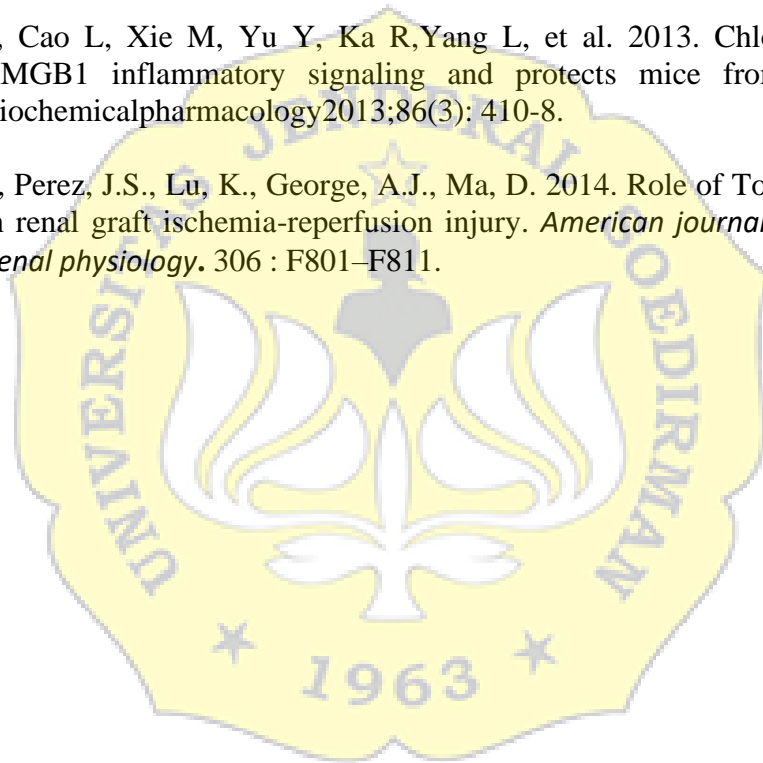 , Cao L, Xie M, Yu Y, Ka R,Yang L, et al. 2013. Chlo
MGB1 inflammatory signaling and protects mice fro
iochemicalpharmacology2013;86(3): 410-8.
, Perez, J.S., Lu, K., George, A.J., Ma, D. 2014. Role of To
n renal graft ischemia-reperfusion injury. American journal
enal physiology. 306 : F801–F811.
UNIVERSITAS JENDERAL SOEDIRMAN
1963